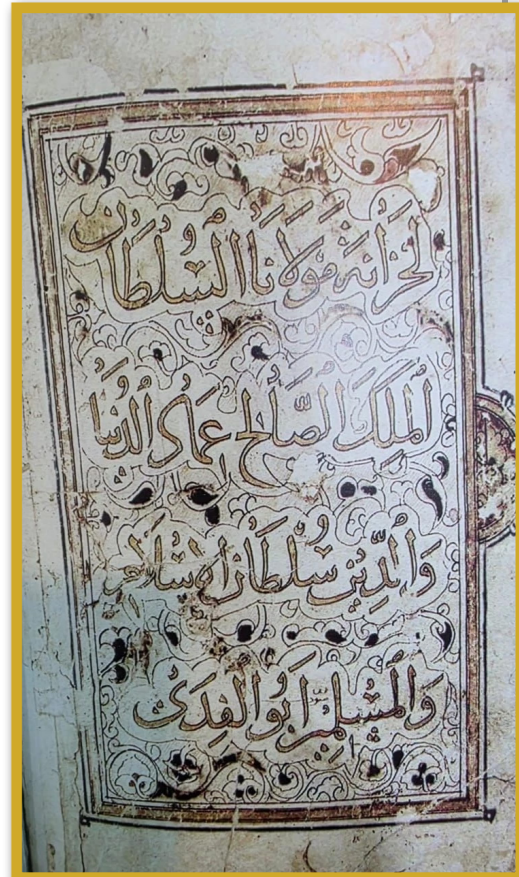 لخزانة مولانا السلطان
الملك الصالح عماد الدنيا
والدين سلطان الاسلام
والمسلمين ابو الفدى